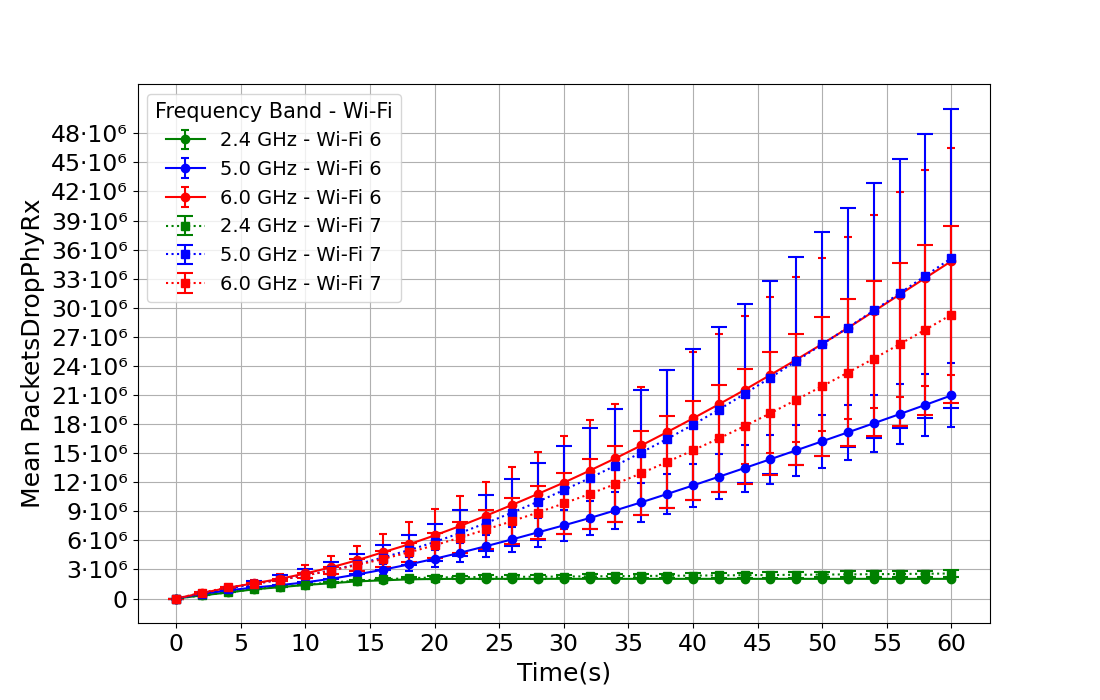 Frequency Band - Wi-Fi
2.4 GHz - Wi-Fi 6
5.0 GHz - Wi-Fi 6
6.0 GHz - Wi-Fi 6
2.4 GHz - Wi-Fi 7
5.0 GHz - Wi-Fi 7
6.0 GHz - Wi-Fi 7
Mean PacketsDropPhyRx
48·10⁶
45·10⁶
42·10⁶
39·10⁶
36·10⁶
33·10⁶
30·10⁶
27·10⁶
24·10⁶
21·10⁶
18·10⁶
15·10⁶
12·10⁶
9·10⁶
6·10⁶
3·10⁶
0
0 5 10 15 20 25 30 35 40 45 50 55 60
Time(s)